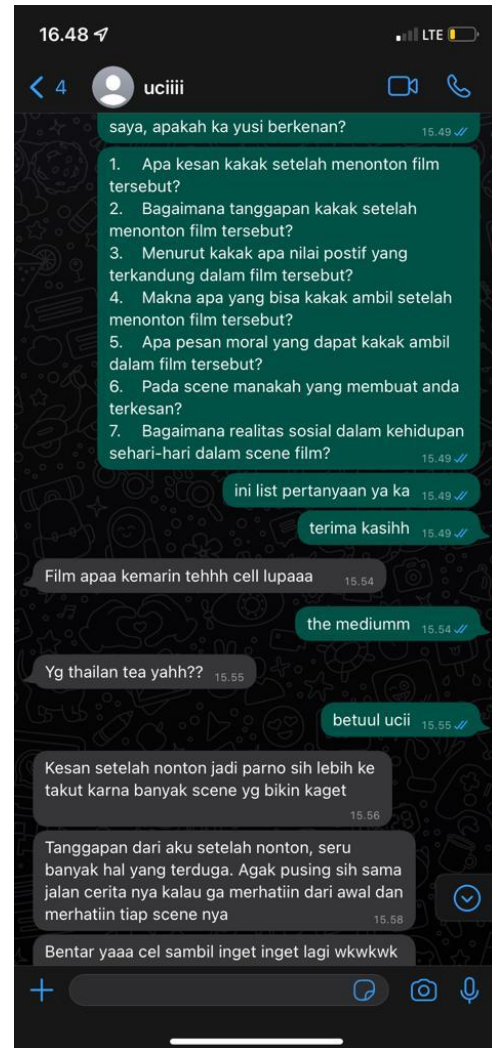 16.48
LTE
4
uciiii
saya, apakah ka yusi berkenan?
15.49
1. Apa kesan kakak setelah menonton film
tersebut?
2. Bagaimana tanggapan kakak setelah
menonton film tersebut?
3. Menurut kakak apa nilai postif yang
terkandung dalam film tersebut?
4. Makna apa yang bisa kakak ambil setelah
menonton film tersebut?
5. Apa pesan moral yang dapat kakak ambil
dalam film tersebut?
6. Pada scene manakah yang membuat anda
terkesan?
7. Bagaimana realitas sosial dalam kehidupan
sehari-hari dalam scene film?
15.49
ini list pertanyaan ya ka 15.49
terima kasihh 15.49
Film apaa kemarin tehhh cell lupaaa 15.54
the mediumm 15.54
Yg thailan tea yahh?? 15.55
betuul ucii 15.55
Kesan setelah nonton jadi parno sih lebih ke
takut karna banyak scene yg bikin kaget
15.56
Tanggapan dari aku setelah nonton, seru
banyak hal yang terduga. Agak pusing sih sama
jalan cerita nya kalau ga merhatiin dari awal dan
merhatiin tiap scene nya
15.58
Bentar yaaa cel sambil inget inget lagi wkwkwk